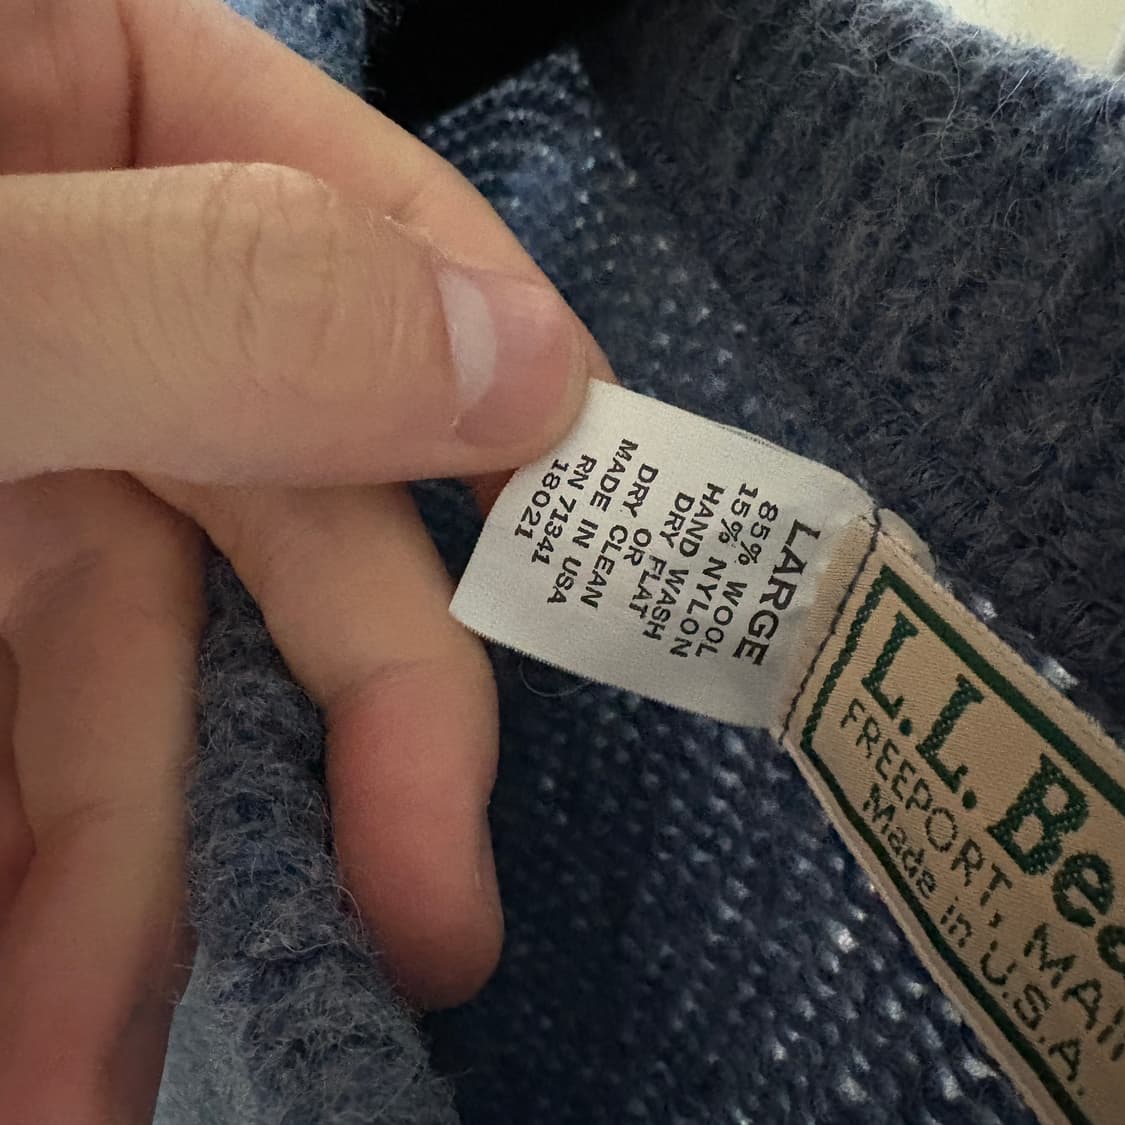 LARGE
85% WOOL
15% NYLON
HAND WASH
DRY FLAT
OR
DRY CLEAN
MADE IN USA
RN 71341
18021
L.L.Bea
FREEPORT, MAI
Made in U.S.A.